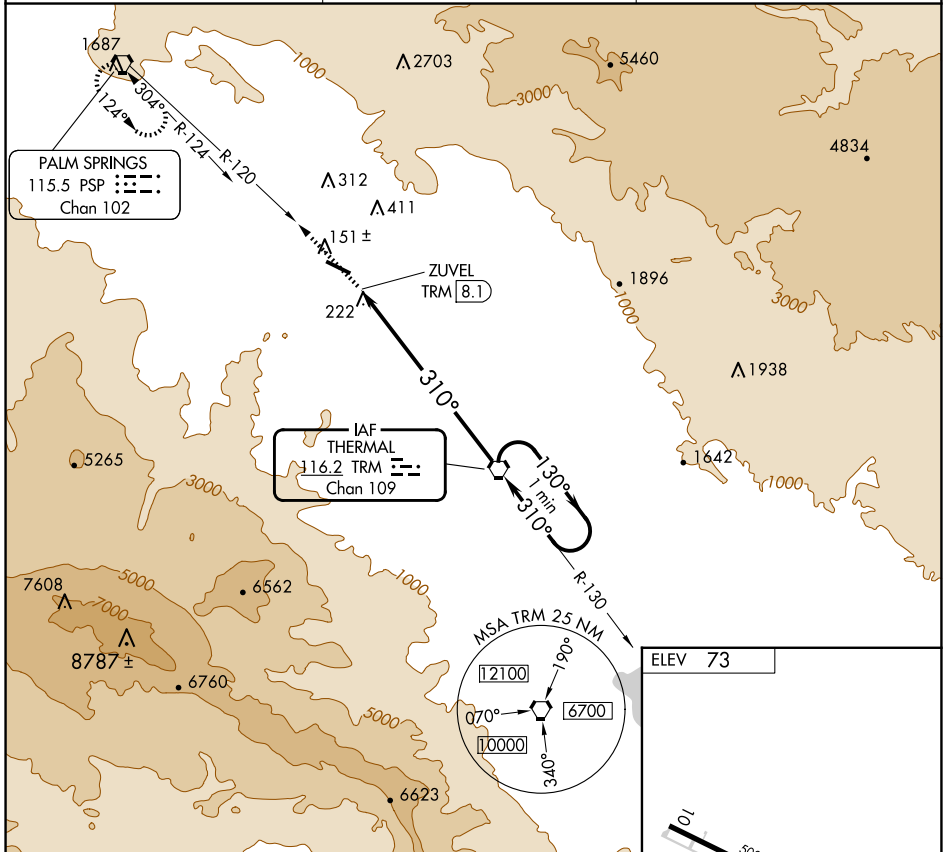 1687
2703
1000
5460
3000
4834
304°
124°
R-124
R-120
PALM SPRINGS
115.5 PSP
Chan 102
312
411
151 ±
ZUVEL
TRM 8.1
222
1896
1000
3000
1938
310°
IAF
THERMAL
116.2 TRM
Chan 109
130°
1 min
310°
1642
1000
5265
3000
1000
R-130
7608
5000
7000
6562
8787 ±
6760
MSA TRM 25 NM
190°
12100
070°
6700
10000
340°
5000
6623
ELEV 73
10